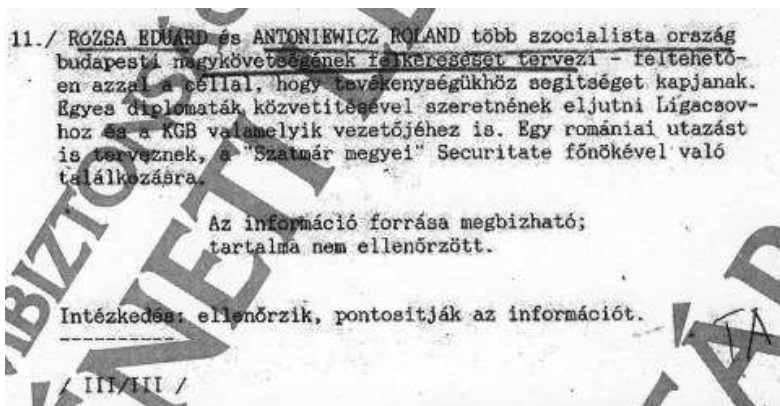 11./ RÓZSA EDUÁRD és ANTONIEWICZ ROLAND több szocialista ország
budapesti nagykövetségének felkeresését tervezi - feltehető-
en azzal a céllal, hogy tevékenységükhöz segitséget kapjanak.
Egyes diplomaták közvetitésével szeretnének eljutni Ligacsov-
hoz és a KGB valamelyik vezetőjéhez is. Egy romániai utazást
is terveznek, a "Szatmár megyei" Securitate főnökével való
találkozásra.
Az információ forrása megbizható;
tartalma nem ellenőrzött.
Intézkedés: ellenőrzik, pontositják az információt.
/ III/III /